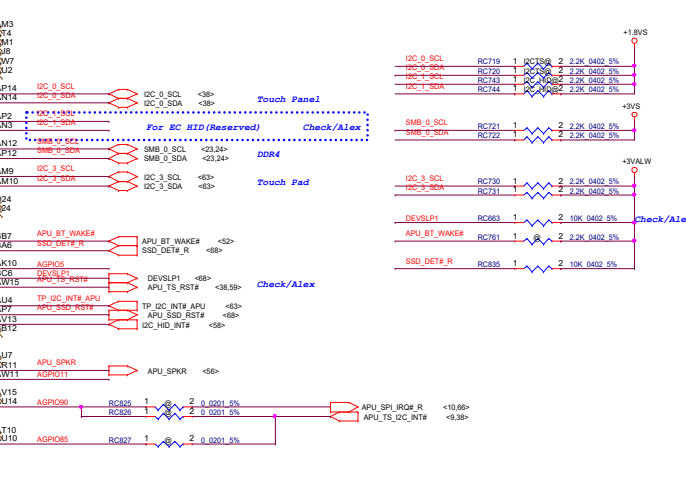 M3
T4
M1
J8
W7
U2
P14 I2C_0_SCL I2C_0_SCL <38>
N14 I2C_0_SDA I2C_0_SDA <38> Touch Panel
P2 I2C_1_SCL
N3 I2C_1_SDA For EC HID(Reserved) Check/Alex
N12 SMB_0_SCL SMB_0_SCL <23,24>
P12 SMB_0_SDA SMB_0_SDA <23,24> DDR4
M9 I2C_3_SCL I2C_3_SCL <63>
M10 I2C_3_SDA I2C_3_SDA <63> Touch Pad
24
24
B7 APU_BT_WAKE# APU_BT_WAKE# <52>
A6 SSD_DET#_R SSD_DET#_R <68>
K10 AGPIO5
C6 DEVSLP1 DEVSLP1 <68>
W15 APU_TS_RST# APU_TS_RST# <38,59> Check/Alex
U4 TP_I2C_INT#_APU TP_I2C_INT#_APU <63>
P7 APU_SSD_RST# APU_SSD_RST# <68>
V13 I2C_HID_INT# <58>
B12
U7
R11 APU_SPKR APU_SPKR <56>
W11 AGPIO11
V15
U14 AGPIO90 RC825 1 @ 2 0_0201_5% APU_SPI_IRQ#_R <10,66>
RC826 1 @ 2 0_0201_5% APU_TS_I2C_INT# <9,38>
T10
U10 AGPIO85 RC827 1 @ 2 0_0201_5%
+1.8VS
I2C_0_SCL RC719 1 I2CTS@ 2 2.2K_0402_5%
I2C_0_SDA RC720 1 I2CTS@ 2 2.2K_0402_5%
I2C_1_SCL RC743 1 I2C_HID@ 2 2.2K_0402_5%
I2C_1_SDA RC744 1 I2C_HID@ 2 2.2K_0402_5%
+3VS
SMB_0_SCL RC721 1 2 2.2K_0402_5%
SMB_0_SDA RC722 1 2 2.2K_0402_5%
+3VALW
I2C_3_SCL RC730 1 2 2.2K_0402_5%
I2C_3_SDA RC731 1 2 2.2K_0402_5%
DEVSLP1 RC663 1 2 10K_0402_5% Check/Ale
APU_BT_WAKE# RC761 1 @ 2 2.2K_0402_5%
SSD_DET#_R RC835 1 2 10K_0402_5%